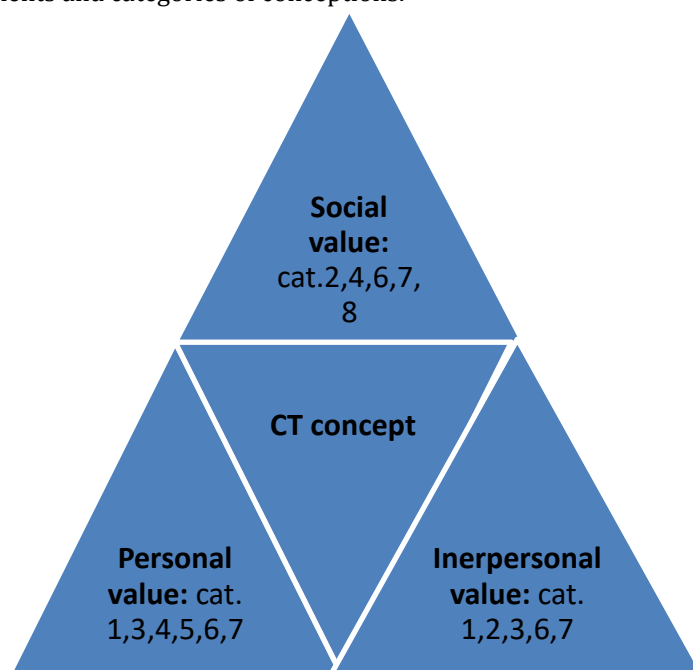 Social
value:
cat.2,4,6,7,
8
CT concept
Personal
value: cat.
1,3,4,5,6,7
Inerpersonal
value: cat.
1,2,3,6,7